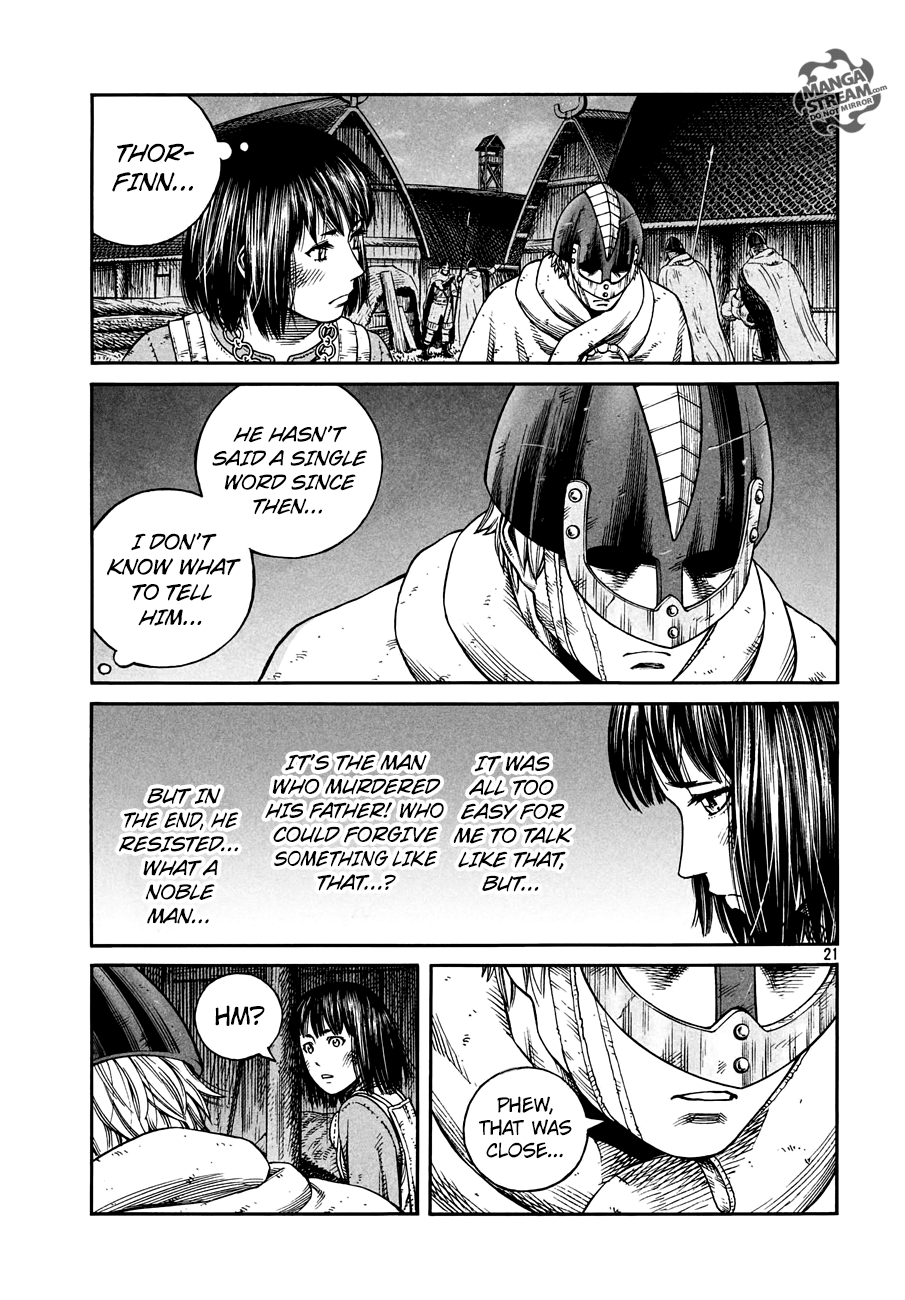 MANGA
STREAM.com
DO NOT MIRROR
THOR-
FINN...
HE HASN'T
SAID A SINGLE
WORD SINCE
THEN...
I DON'T
KNOW WHAT
TO TELL
HIM...
IT WAS
ALL TOO
EASY FOR
ME TO TALK
LIKE THAT,
BUT...
IT'S THE MAN
WHO MURDERED
HIS FATHER! WHO
COULD FORGIVE
SOMETHING LIKE
THAT...?
BUT IN
THE END, HE
RESISTED...
WHAT A
NOBLE
MAN...
21
PHEW,
THAT WAS
CLOSE...
HM?